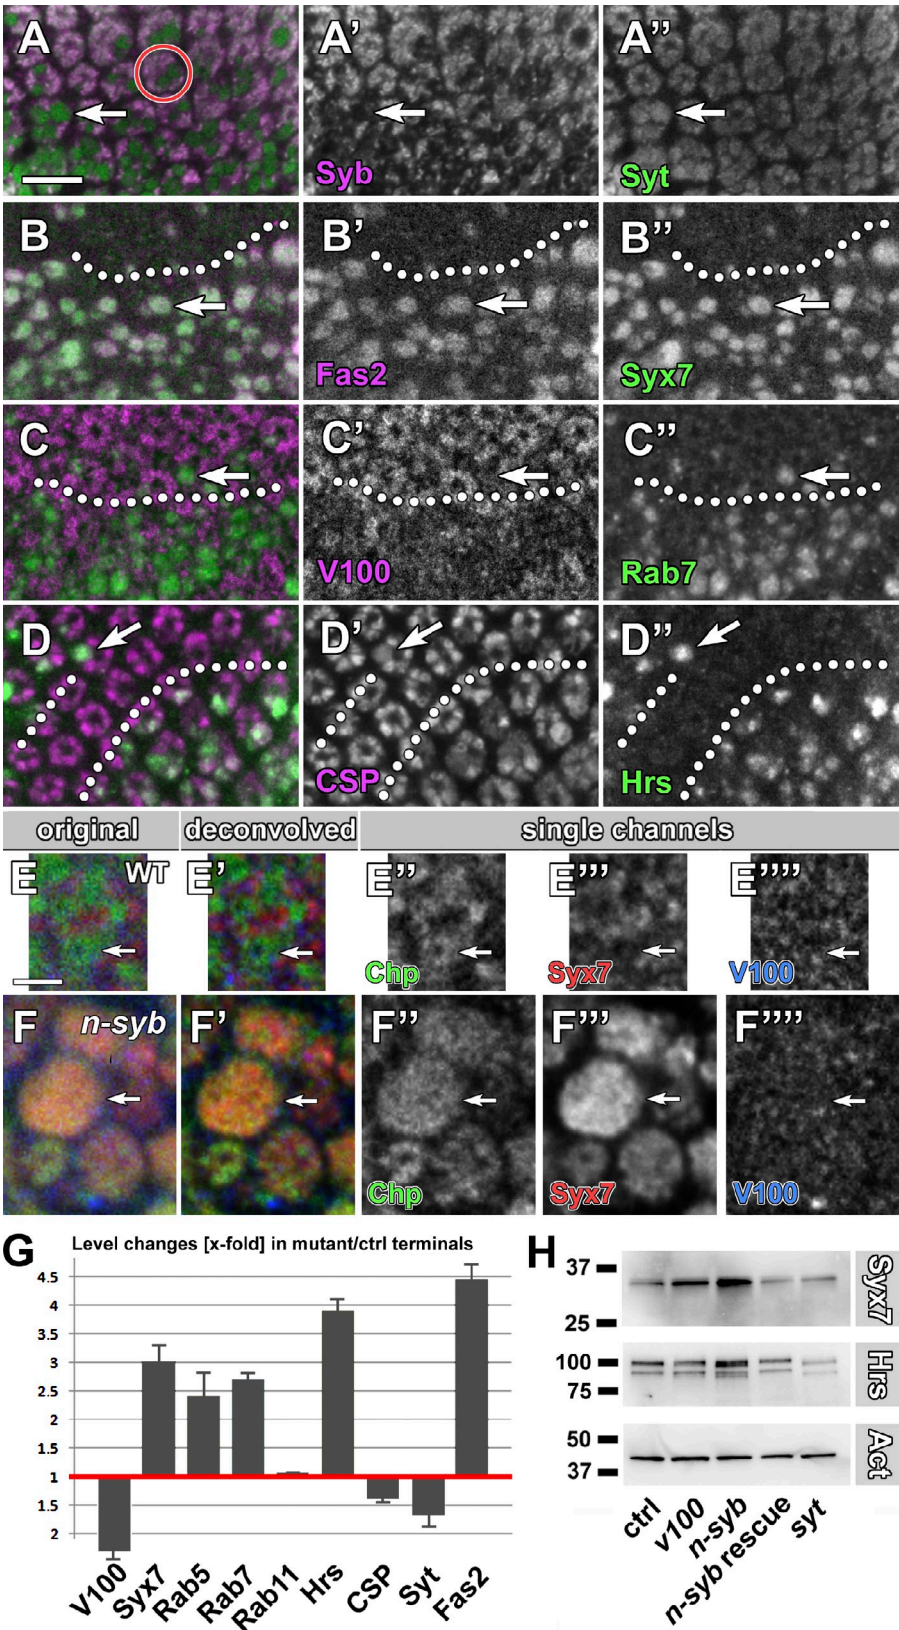 A A’ A”
Syb Syt
B B’ B”
Fas2 Syx7
C C’ C”
V100 Rab7
D D’ D”
CSP Hrs
original deconvolved single channels
E WT E’ E” E”’ E””
Chp Syx7 V100
F n-syb F’ F” F”’ F””
Chp Syx7 V100
G Level changes [x-fold] in mutant/ctrl terminals
4.5
4
3.5
3
2.5
2
1.5
1
1.5
2
V100 Syx7 Rab5 Rab7 Rab11 Hrs CSP Syt Fas2
H
37
25
Syx7
100
75
Hrs
50
37
Act
ctrl v100 n-syb n-syb rescue syt